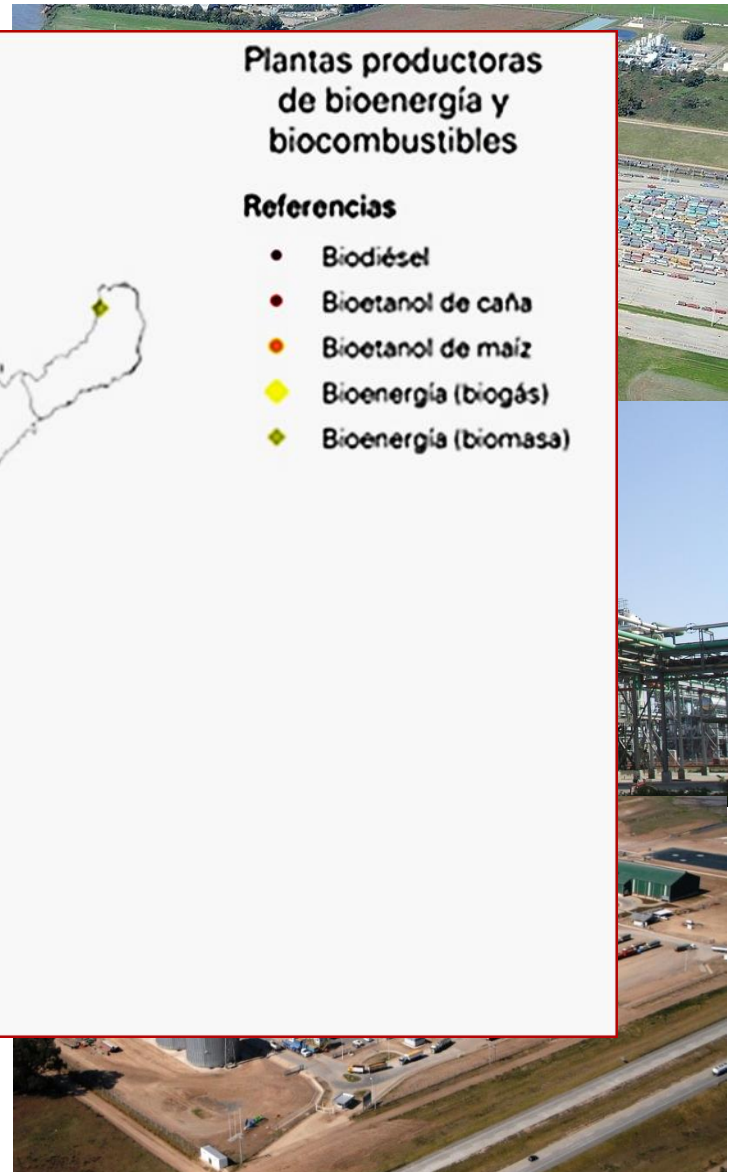 Plantas productoras
de bioenergía y
biocombustibles
Referencias
Biodiésel
Bioetanol de caña
Bioetanol de maíz
Bioenergía (biogás)
Bioenergía (biomasa)